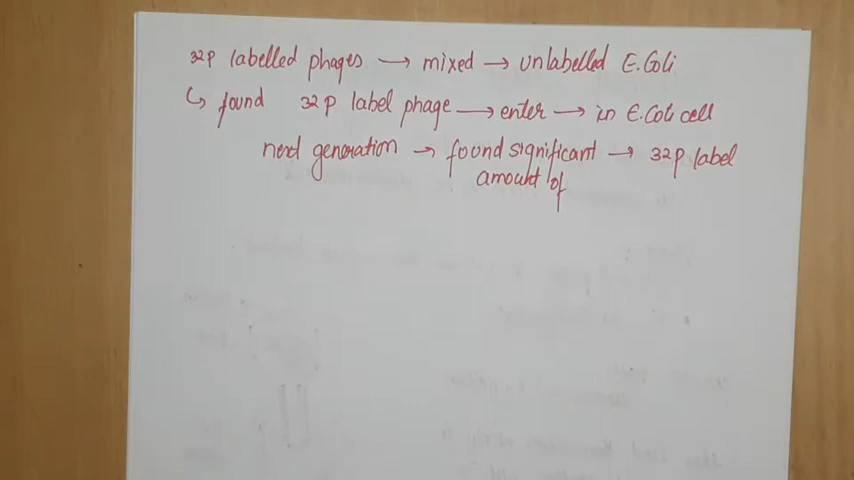 32P labelled phages → mixed → unlabelled E.Coli
↳ found 32P label phage → enter → in E.Coli cell
next generation → found significant → 32P label
amount of